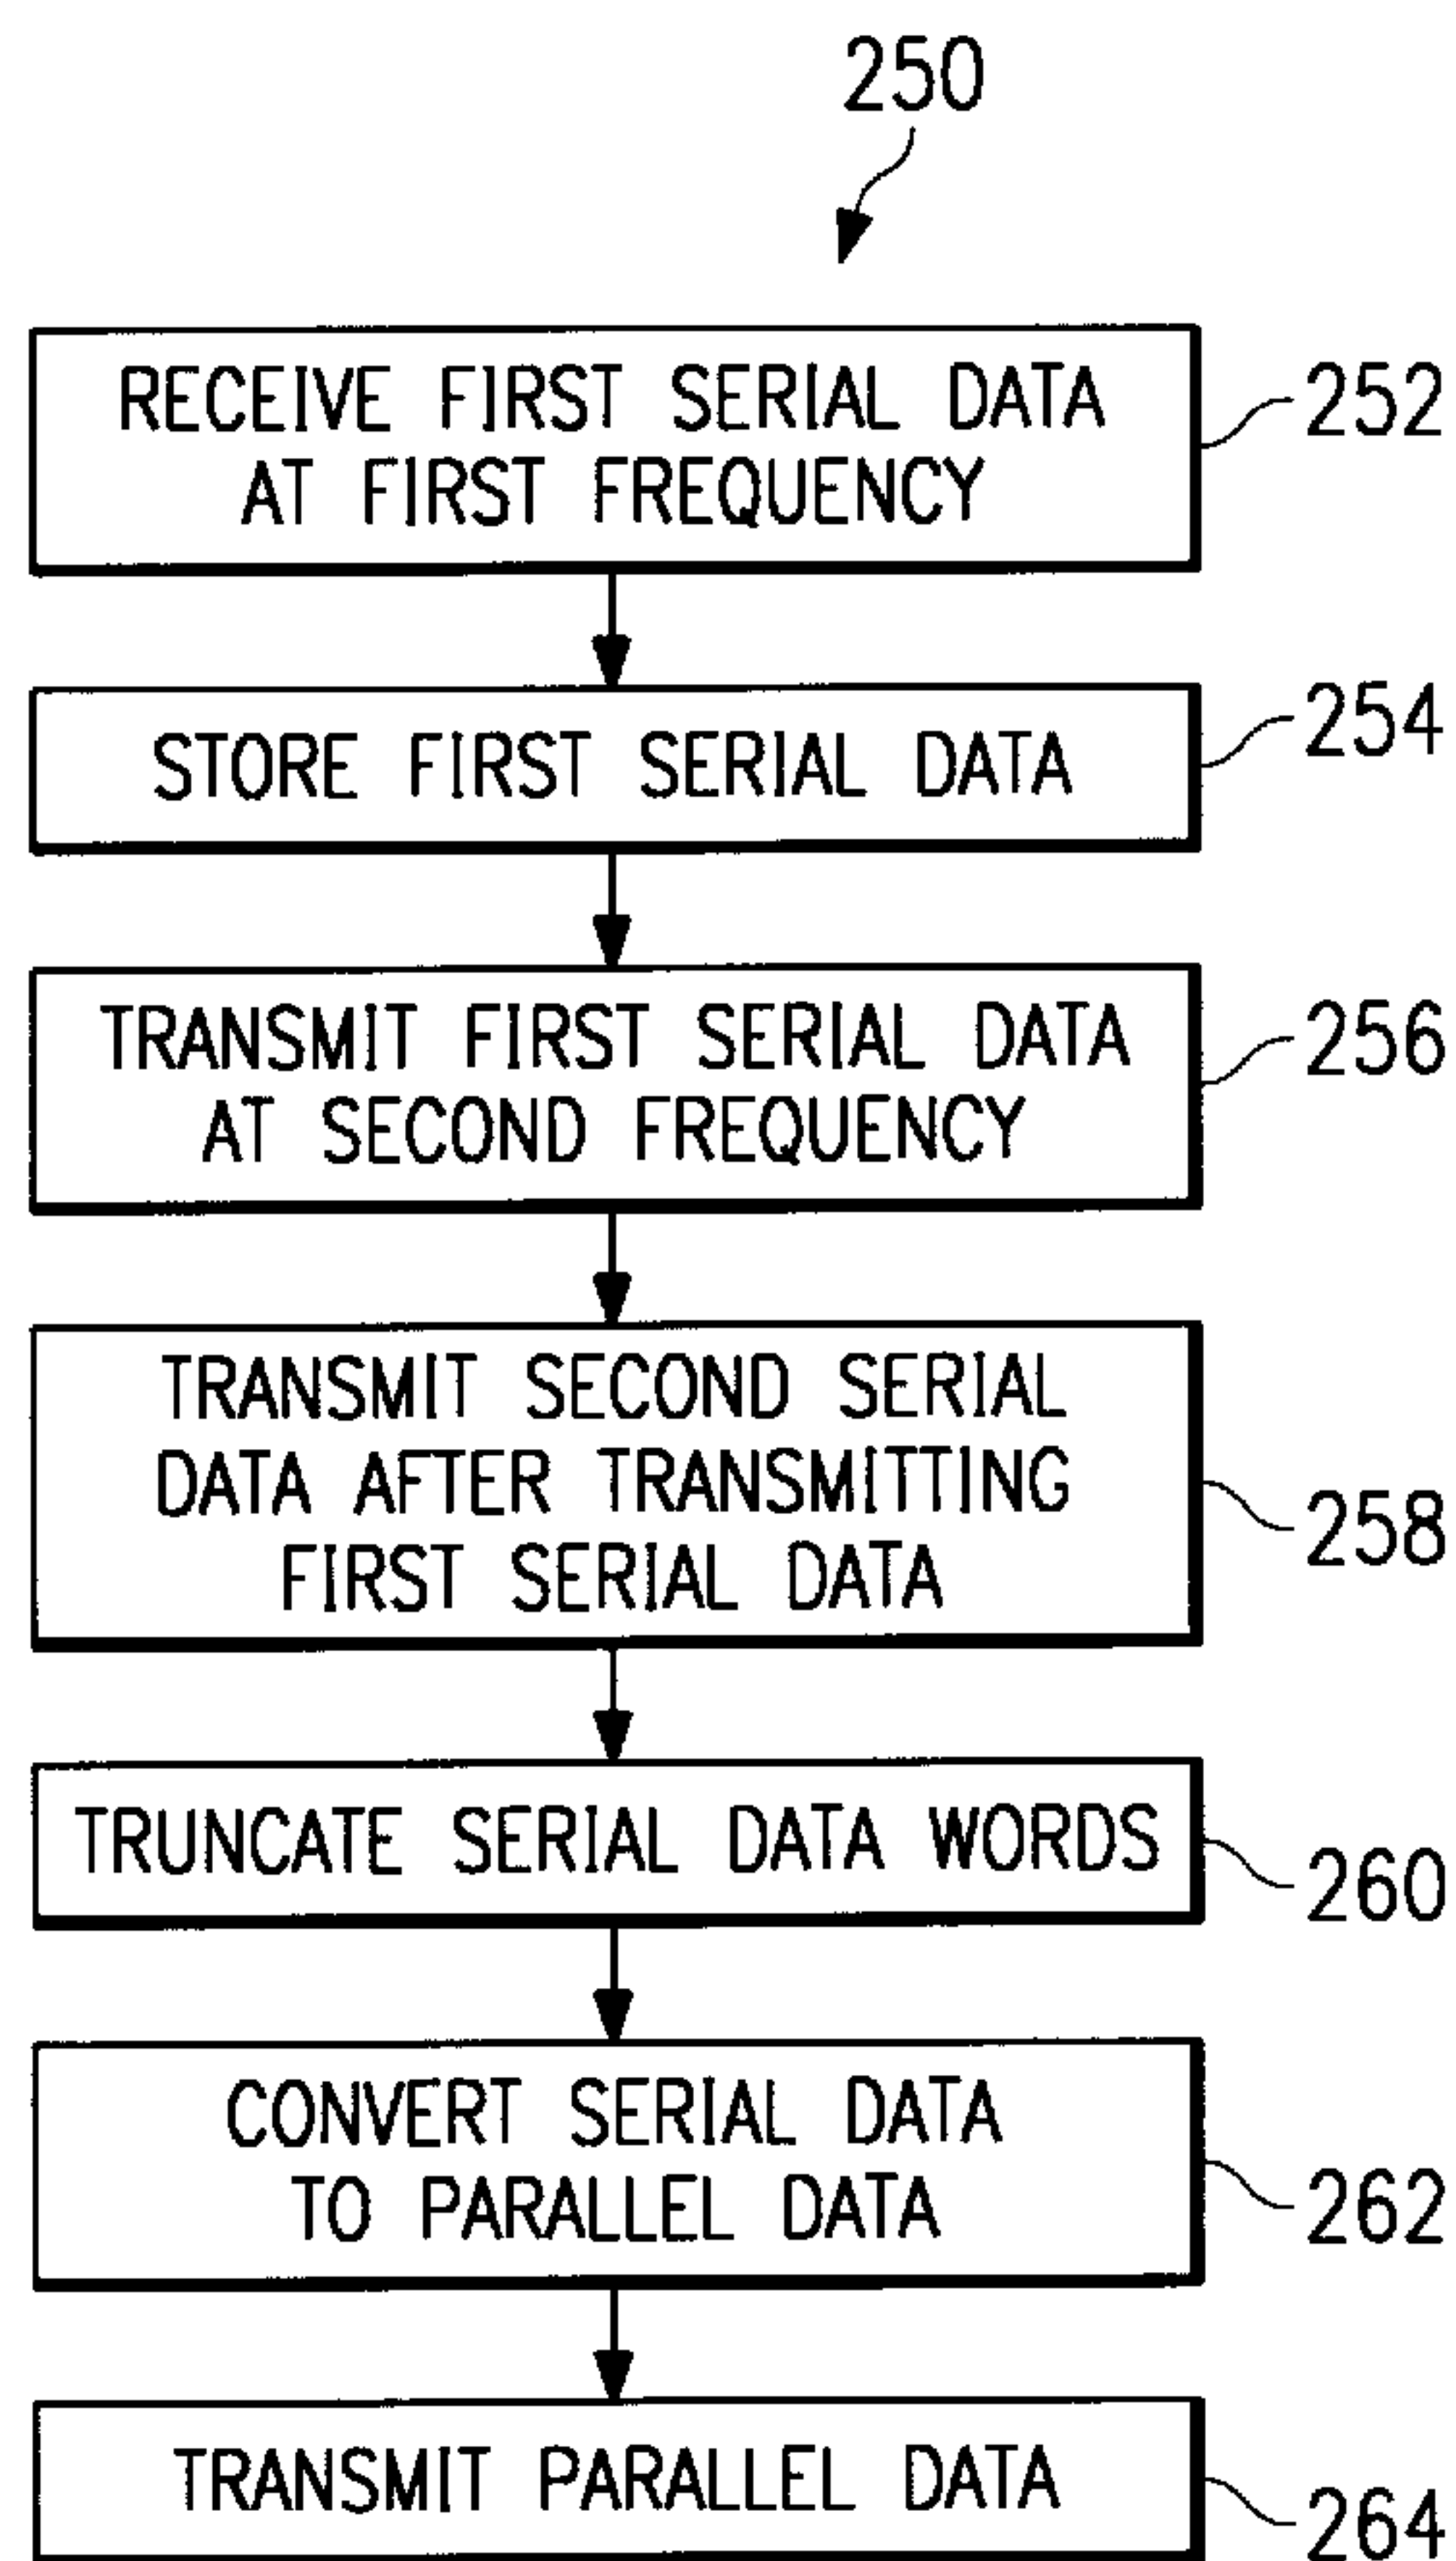 250
RECEIVE FIRST SERIAL DATA
AT FIRST FREQUENCY
252
STORE FIRST SERIAL DATA
254
TRANSMIT FIRST SERIAL DATA
AT SECOND FREQUENCY
256
TRANSMIT SECOND SERIAL
DATA AFTER TRANSMITTING
FIRST SERIAL DATA
258
TRUNCATE SERIAL DATA WORDS
260
CONVERT SERIAL DATA
TO PARALLEL DATA
262
TRANSMIT PARALLEL DATA
264